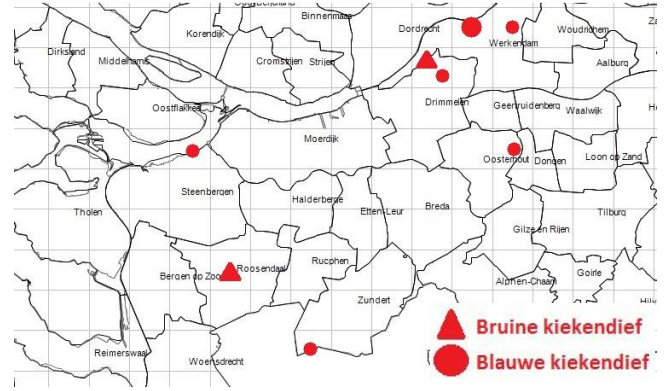 Binnenmaas
Korendijk
Dordrecht
Woudrichem
Werkendam
Dirksland
Middelharnis
Cromstrijen
Strijen
Aalburg
Drimmelen
Oostflakkee
Geertruidenberg
Waalwijk
Moerdijk
Oosterhout
Dongen
Loon op Zand
Steenbergen
Halderberge
Etten-Leur
Breda
Tholen
Tilburg
Gilze en Rijen
Rucphen
Roosendaal
Bergen op Zoo
Goirle
Alphen-Chaam
Zundert
Bruine kiekendief
Reimerswaal
Woensdrecht
Blauwe kiekendief